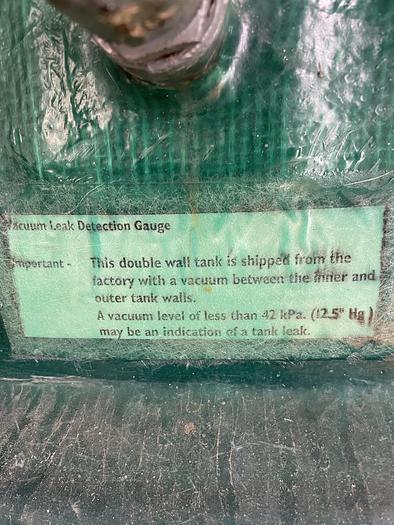 Vacuum Leak Detection Gauge
Important - This double wall tank is shipped from the
factory with a vacuum between the inner and
outer tank walls.
A vacuum level of less than 42 kPa. (12.5" Hg)
may be an indication of a tank leak.